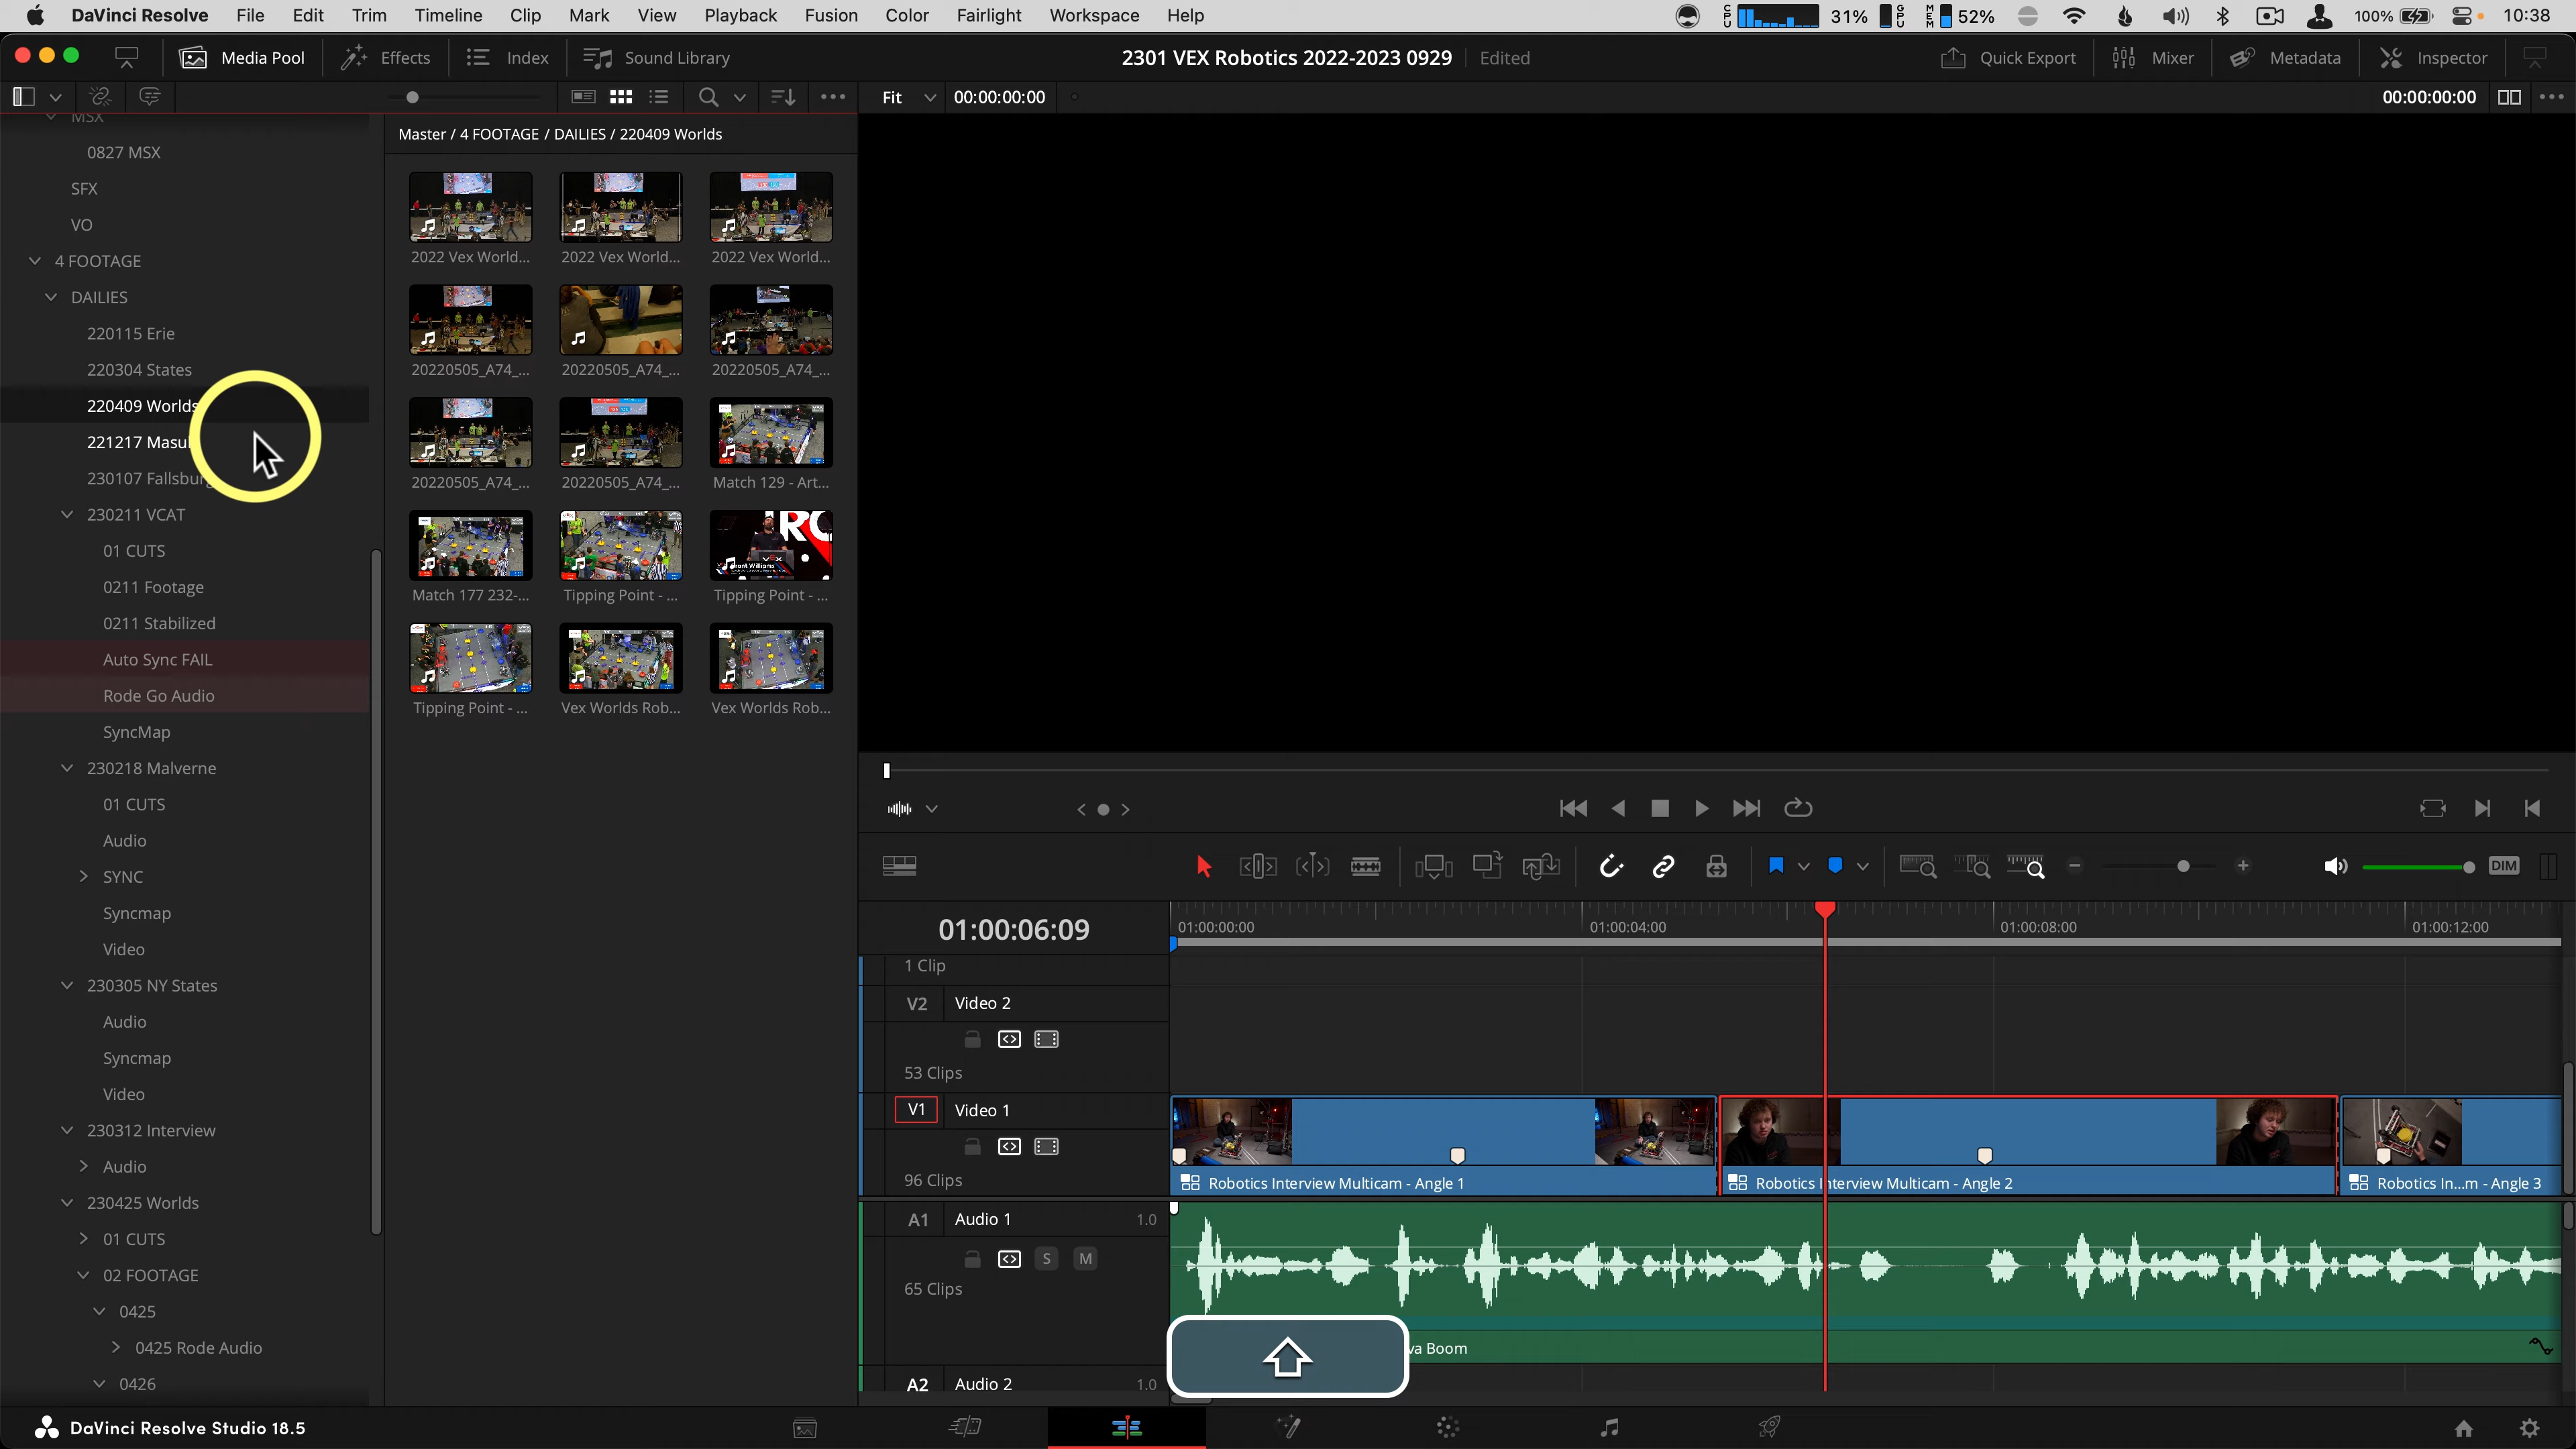 DaVinci Resolve File Edit Trim Timeline Clip Mark View Playback Fusion Color Fairlight Workspace Help CPU 31% GPU MEM 52% 100% 10:38
Media Pool Effects Index Sound Library 2301 VEX Robotics 2022-2023 0929 Edited Quick Export Mixer Metadata Inspector
Fit 00:00:00:00 00:00:00:00
MSX
0827 MSX
SFX
VO
4 FOOTAGE
DAILIES
220115 Erie
220304 States
220409 Worlds
221217 Masu
230107 Fallsburg
230211 VCAT
01 CUTS
0211 Footage
0211 Stabilized
Auto Sync FAIL
Rode Go Audio
SyncMap
230218 Malverne
01 CUTS
Audio
SYNC
Syncmap
Video
230305 NY States
Audio
Syncmap
Video
230312 Interview
Audio
230425 Worlds
01 CUTS
02 FOOTAGE
0425
0425 Rode Audio
0426
Master / 4 FOOTAGE / DAILIES / 220409 Worlds
2022 Vex World... 2022 Vex World... 2022 Vex World...
20220505_A74_... 20220505_A74_... 20220505_A74_...
20220505_A74_... 20220505_A74_... Match 129 - Art...
Match 177 232-... Tipping Point - ... Tipping Point - ...
Tipping Point - ... Vex Worlds Rob... Vex Worlds Rob...
DIM
01:00:06:09 01:00:00:00 01:00:04:00 01:00:08:00 01:00:12:00
1 Clip
V2 Video 2
53 Clips
V1 Video 1
96 Clips
Robotics Interview Multicam - Angle 1 Robotics Interview Multicam - Angle 2 Robotics In...m - Angle 3
A1 Audio 1 1.0
S M
65 Clips
va Boom
A2 Audio 2 1.0
DaVinci Resolve Studio 18.5